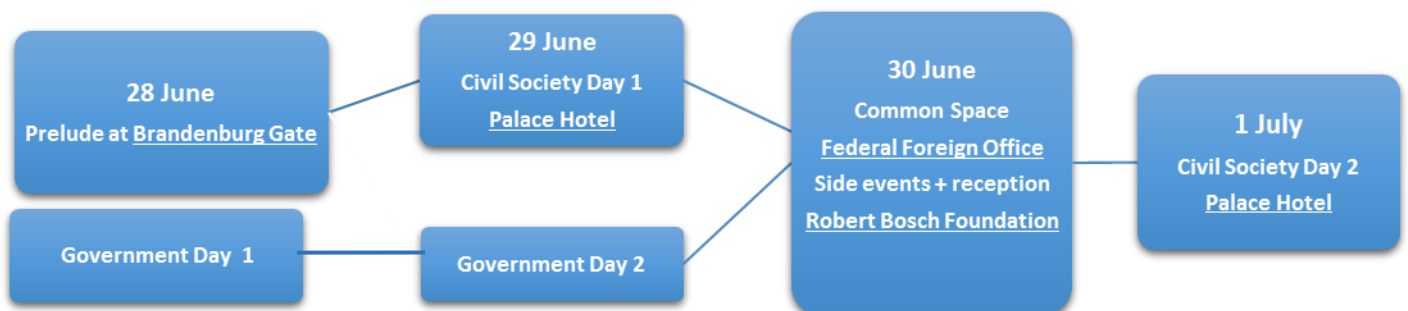 28 June
Prelude at Brandenburg Gate
Government Day 1
29 June
Civil Society Day 1
Palace Hotel
Government Day 2
30 June
Common Space
Federal Foreign Office
Side events + reception
Robert Bosch Foundation
1 July
Civil Society Day 2
Palace Hotel